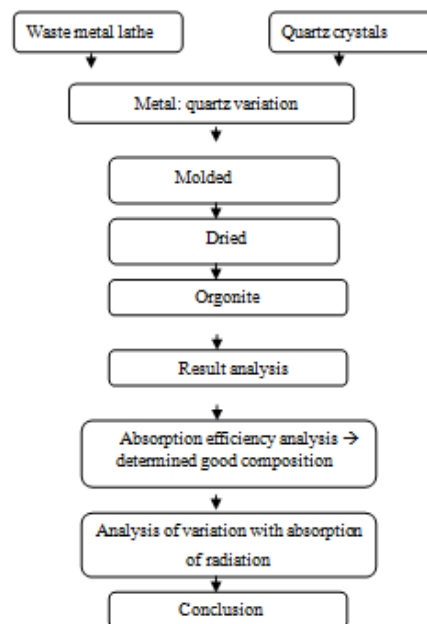 Waste metal lathe
Quartz crystals
Metal: quartz variation
Molded
Dried
Orgonite
Result analysis
Absorption efficiency analysis →
determined good composition
Analysis of variation with absorption
of radiation
Conclusion